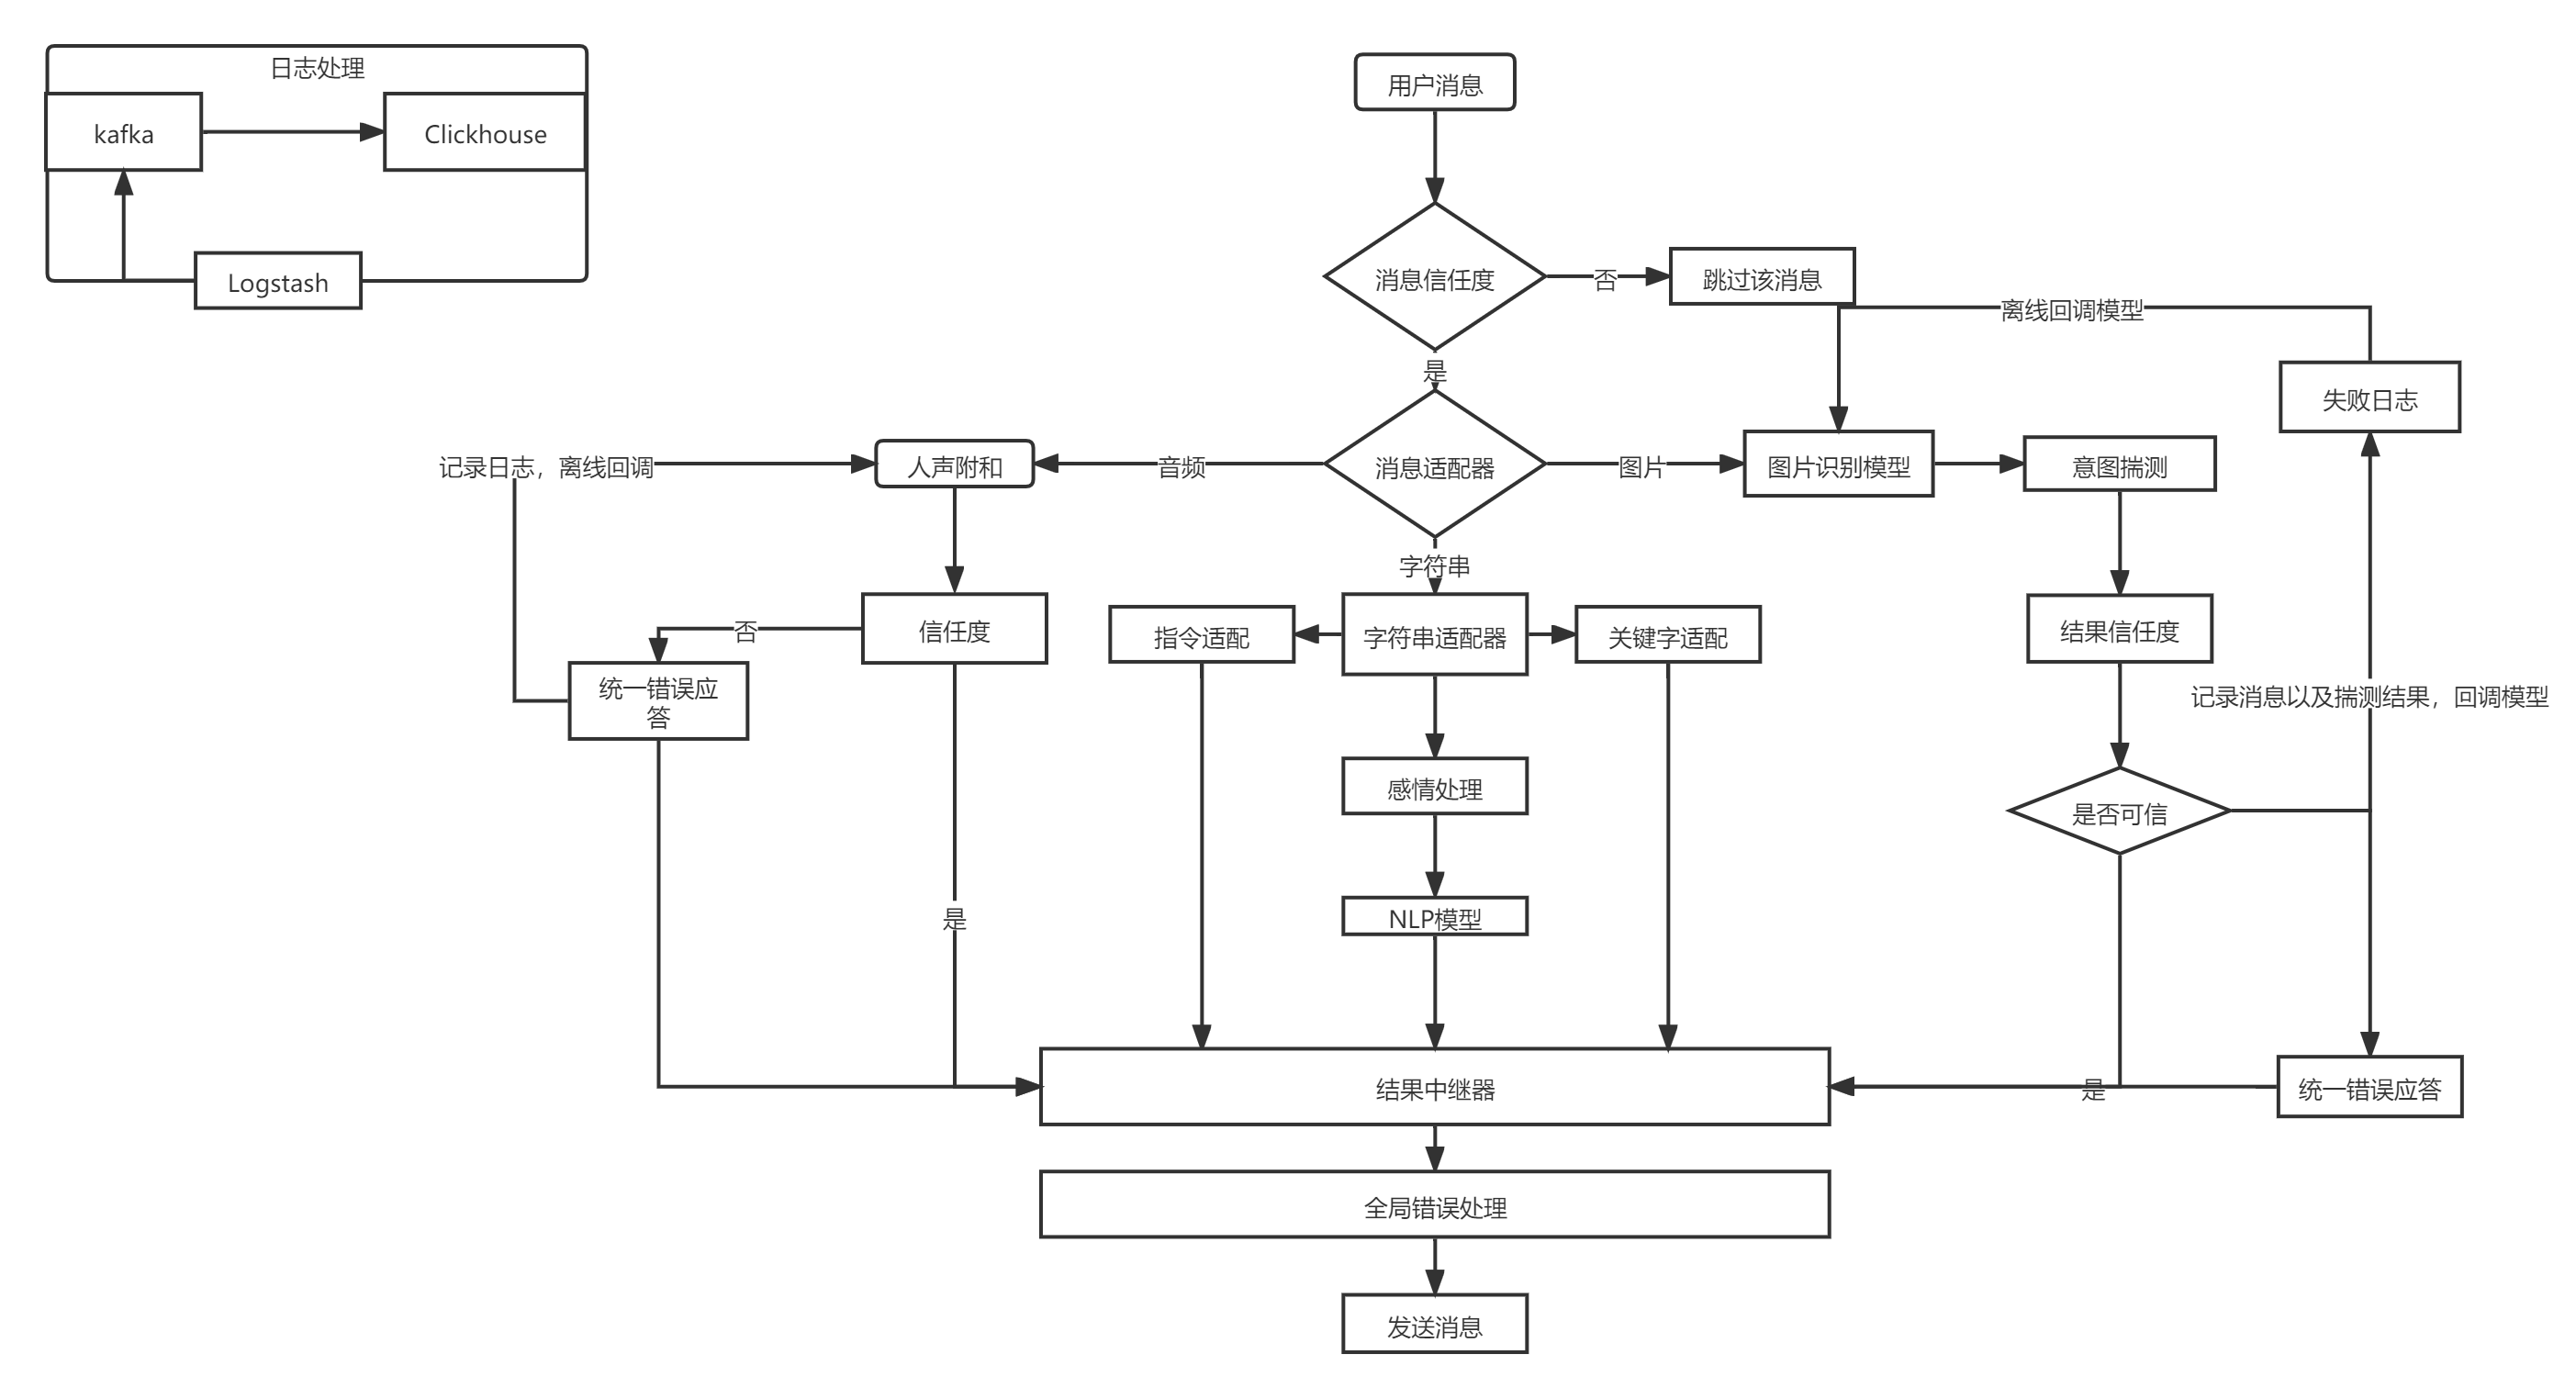 日志处理
kafka
Clickhouse
Logstash
用户消息
消息信任度
否
跳过该消息
离线回调模型
是
失败日志
记录日志，离线回调
人声附和
音频
消息适配器
图片
图片识别模型
意图揣测
字符串
否
信任度
指令适配
字符串适配器
关键字适配
结果信任度
统一错误应
答
记录消息以及揣测结果，回调模型
感情处理
是否可信
是
NLP模型
结果中继器
是
统一错误应答
全局错误处理
发送消息